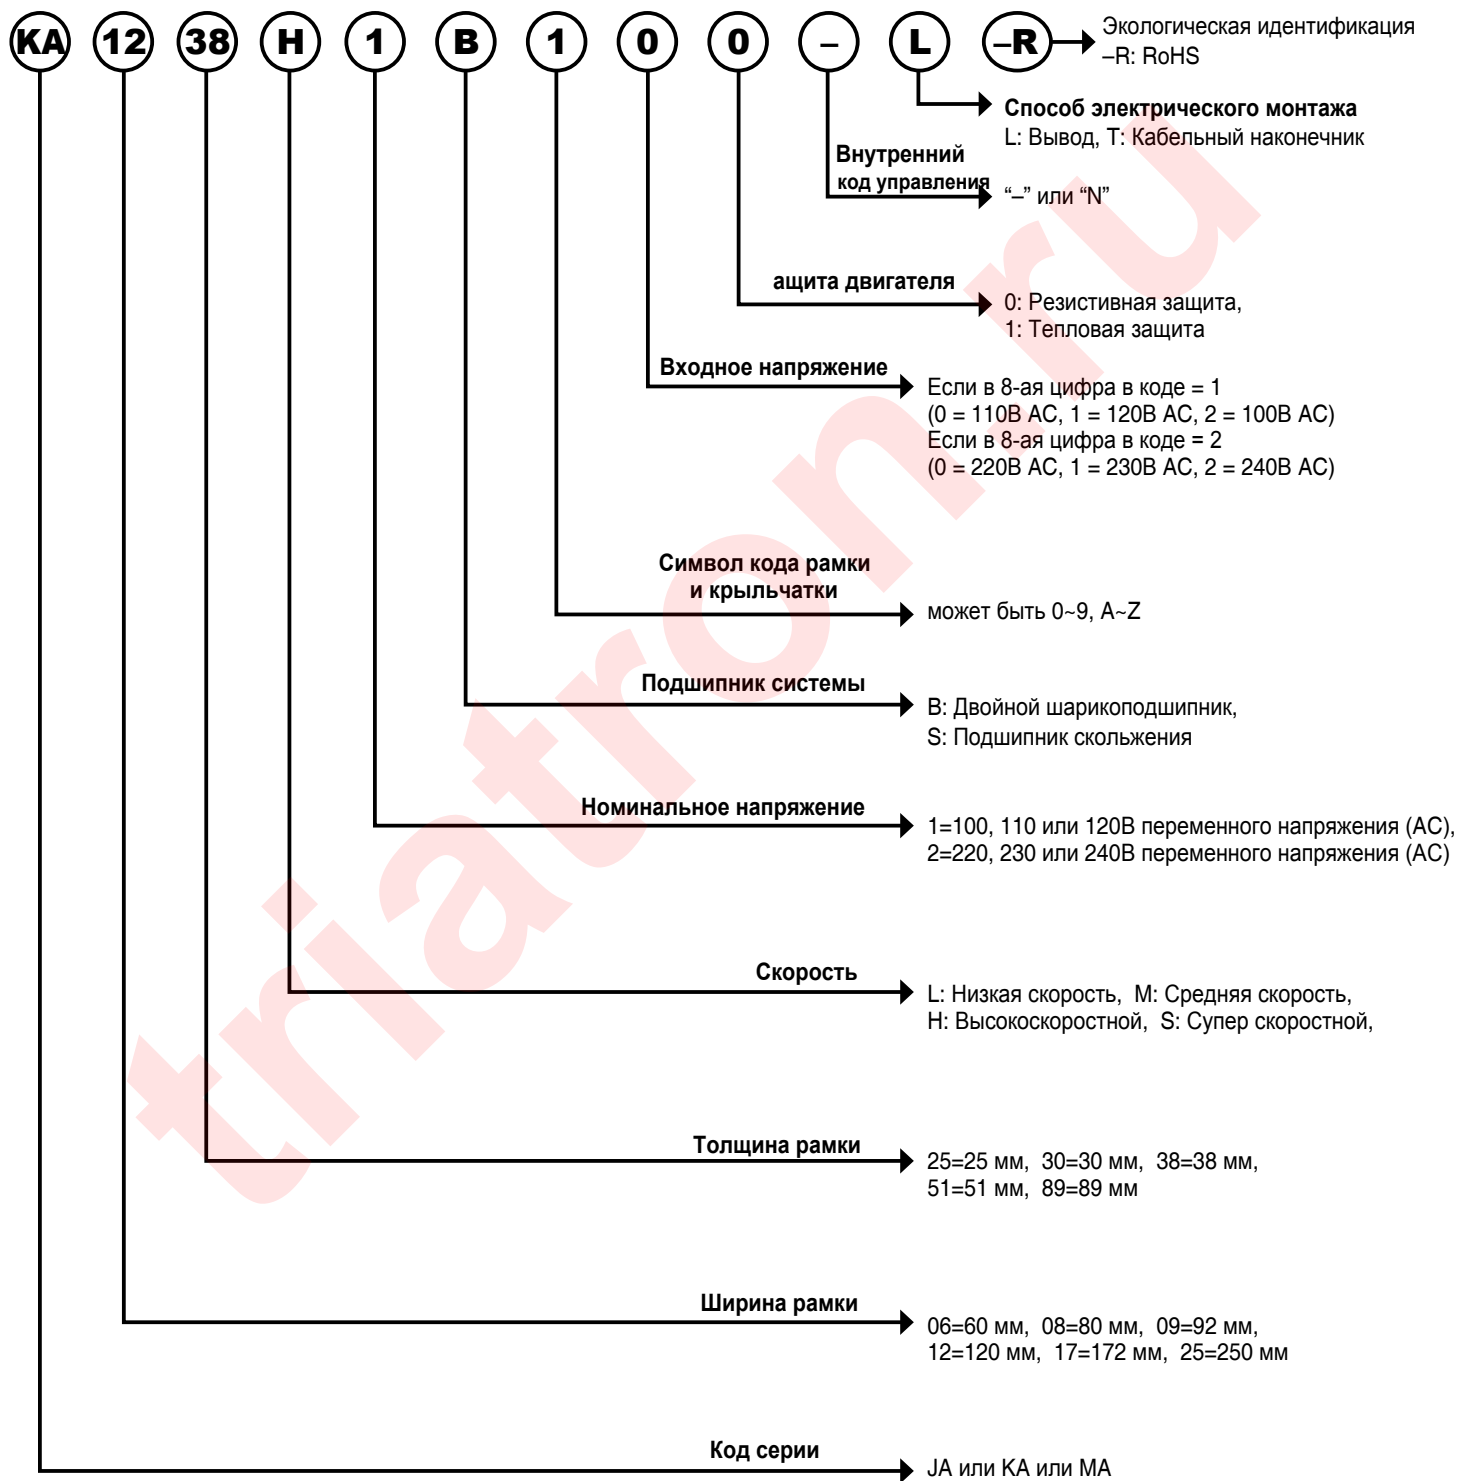 KA 12 38 H 1 B 1 0 0 – L –R
Экологическая идентификация
–R: RoHS
Способ электрического монтажа
L: Вывод, T: Кабельный наконечник
Внутренний
код управления
“–” или “N”
ащита двигателя
0: Резистивная защита,
1: Тепловая защита
Входное напряжение
Если в 8-ая цифра в коде = 1
(0 = 110В AC, 1 = 120В AC, 2 = 100В AC)
Если в 8-ая цифра в коде = 2
(0 = 220В AC, 1 = 230В AC, 2 = 240В AC)
Символ кода рамки
и крыльчатки
может быть 0~9, A~Z
Подшипник системы
B: Двойной шарикоподшипник,
S: Подшипник скольжения
Номинальное напряжение
1=100, 110 или 120В переменного напряжения (AC),
2=220, 230 или 240В переменного напряжения (AC)
Скорость
L: Низкая скорость, M: Средняя скорость,
H: Высокоскоростной, S: Супер скоростной,
Толщина рамки
25=25 мм, 30=30 мм, 38=38 мм,
51=51 мм, 89=89 мм
Ширина рамки
06=60 мм, 08=80 мм, 09=92 мм,
12=120 мм, 17=172 мм, 25=250 мм
Код серии
JA или KA или MA
triatron.ru